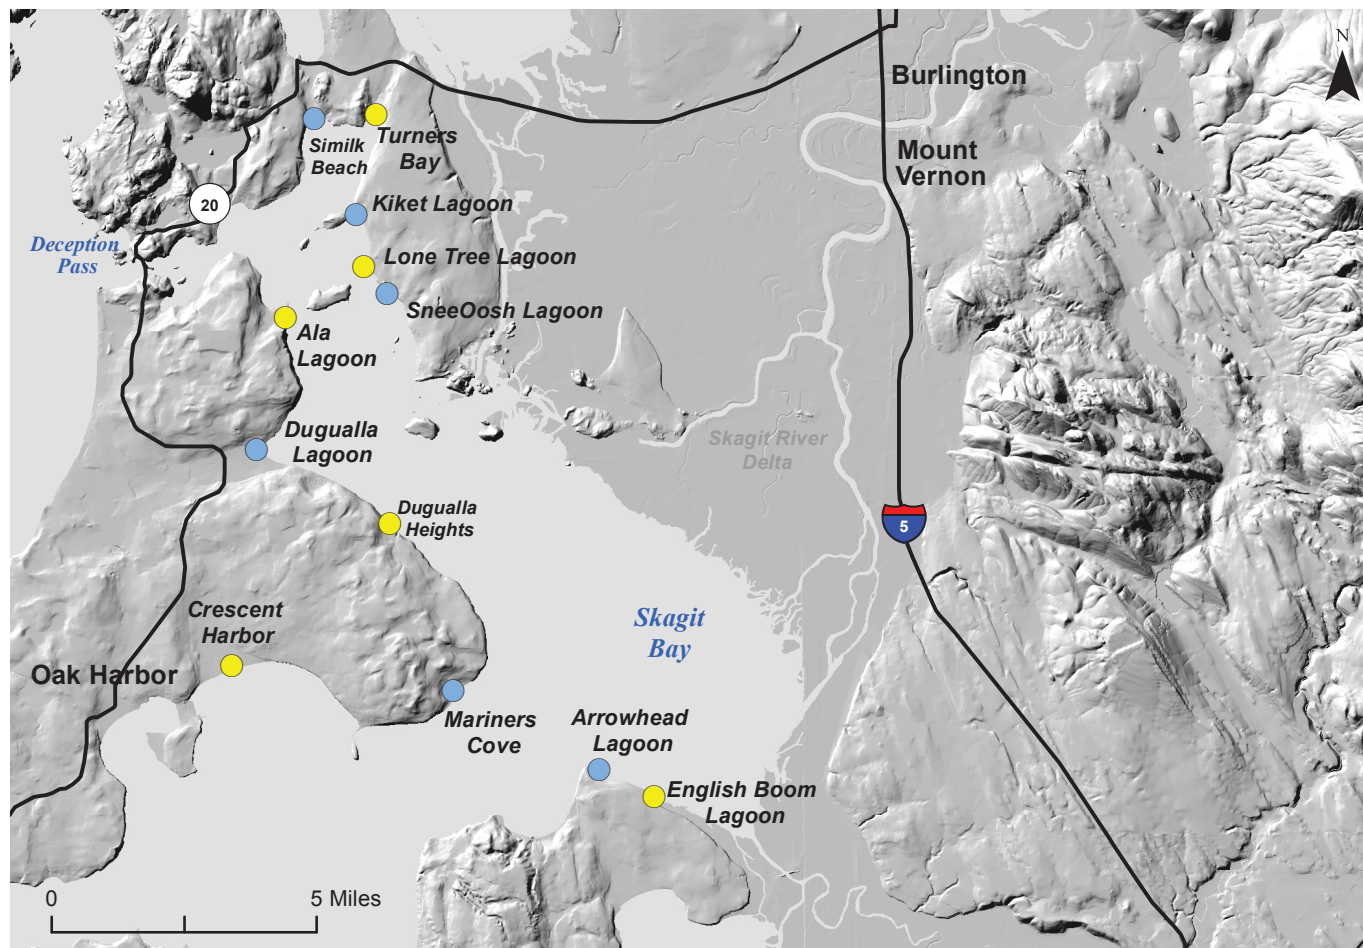 N
Burlington
Mount
Vernon
Similk
Beach
Turners
Bay
20
Kiket Lagoon
Deception
Pass
Lone Tree Lagoon
SneeOosh Lagoon
Ala
Lagoon
Dugualla
Lagoon
Skagit River
Delta
Dugualla
Heights
5
Crescent
Harbor
Skagit
Bay
Oak Harbor
Mariners
Cove
Arrowhead
Lagoon
English Boom
Lagoon
0 5 Miles